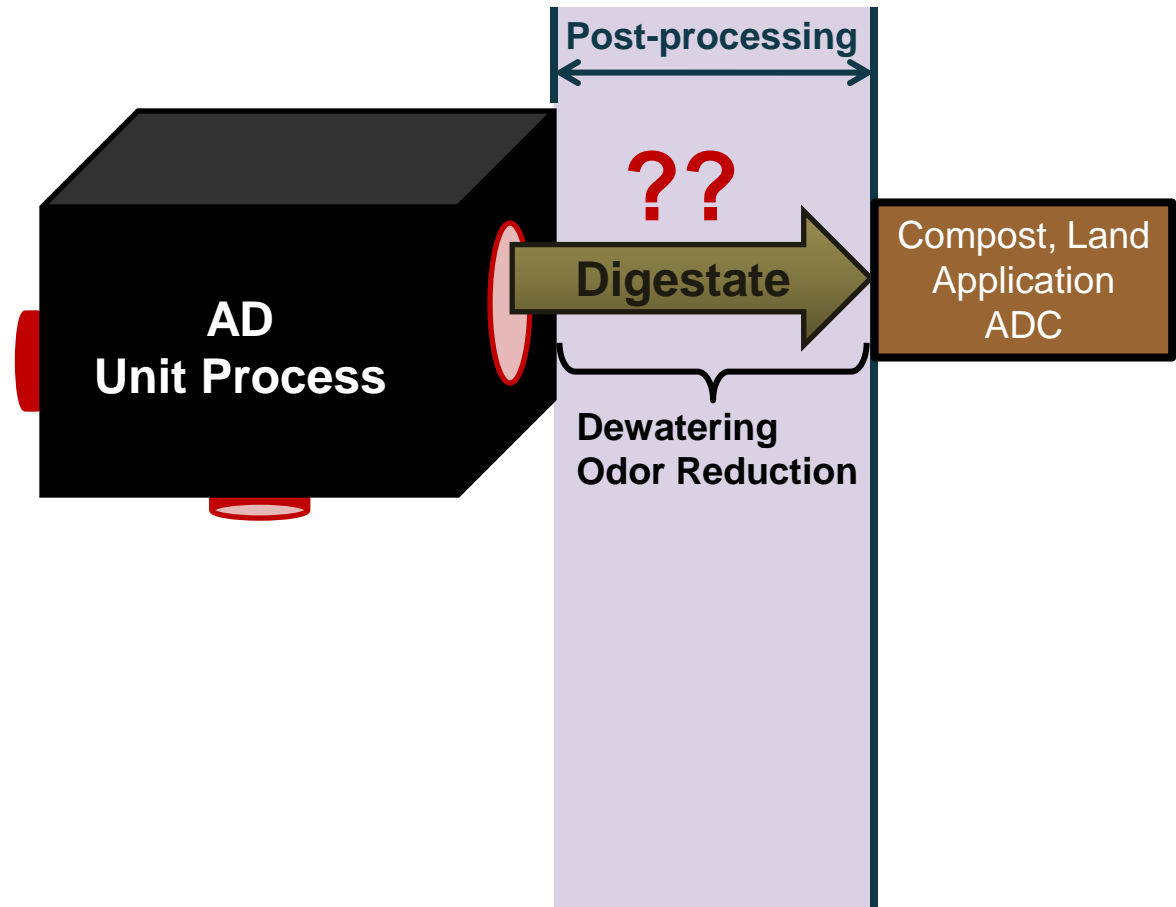 Post-processing
??
Digestate
AD
Unit Process
Compost, Land
Application
ADC
Dewatering
Odor Reduction